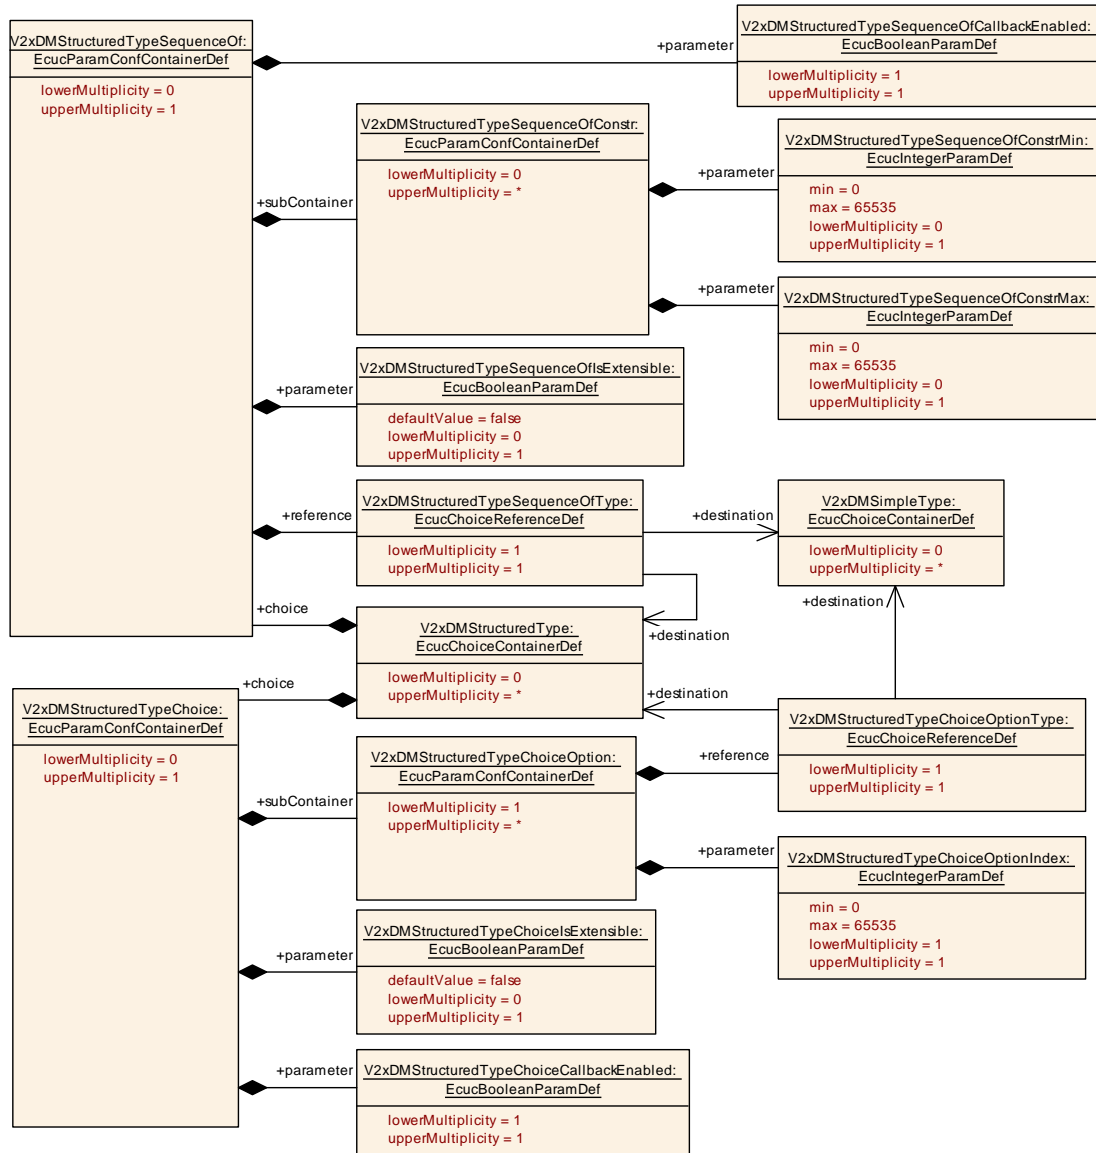 V2xDMStructuredTypeSequenceOf:
EcucParamConfContainerDef
lowerMultiplicity = 0
upperMultiplicity = 1
+parameter
V2xDMStructuredTypeSequenceOfCallbackEnabled:
EcucBooleanParamDef
lowerMultiplicity = 1
upperMultiplicity = 1
+subContainer
V2xDMStructuredTypeSequenceOfConstr:
EcucParamConfContainerDef
lowerMultiplicity = 0
upperMultiplicity = *
+parameter
V2xDMStructuredTypeSequenceOfConstrMin:
EcucIntegerParamDef
min = 0
max = 65535
lowerMultiplicity = 0
upperMultiplicity = 1
+parameter
V2xDMStructuredTypeSequenceOfConstrMax:
EcucIntegerParamDef
min = 0
max = 65535
lowerMultiplicity = 0
upperMultiplicity = 1
+parameter
V2xDMStructuredTypeSequenceOfIsExtensible:
EcucBooleanParamDef
defaultValue = false
lowerMultiplicity = 0
upperMultiplicity = 1
+reference
V2xDMStructuredTypeSequenceOfType:
EcucChoiceReferenceDef
lowerMultiplicity = 1
upperMultiplicity = 1
+destination
V2xDMSimpleType:
EcucChoiceContainerDef
lowerMultiplicity = 0
upperMultiplicity = *
+destination
+destination
+choice
V2xDMStructuredType:
EcucChoiceContainerDef
lowerMultiplicity = 0
upperMultiplicity = *
+choice
+destination
V2xDMStructuredTypeChoice:
EcucParamConfContainerDef
lowerMultiplicity = 0
upperMultiplicity = 1
V2xDMStructuredTypeChoiceOptionType:
EcucChoiceReferenceDef
lowerMultiplicity = 1
upperMultiplicity = 1
+subContainer
V2xDMStructuredTypeChoiceOption:
EcucParamConfContainerDef
lowerMultiplicity = 1
upperMultiplicity = *
+reference
+parameter
V2xDMStructuredTypeChoiceOptionIndex:
EcucIntegerParamDef
min = 0
max = 65535
lowerMultiplicity = 1
upperMultiplicity = 1
+parameter
V2xDMStructuredTypeChoiceIsExtensible:
EcucBooleanParamDef
defaultValue = false
lowerMultiplicity = 0
upperMultiplicity = 1
+parameter
V2xDMStructuredTypeChoiceCallbackEnabled:
EcucBooleanParamDef
lowerMultiplicity = 1
upperMultiplicity = 1